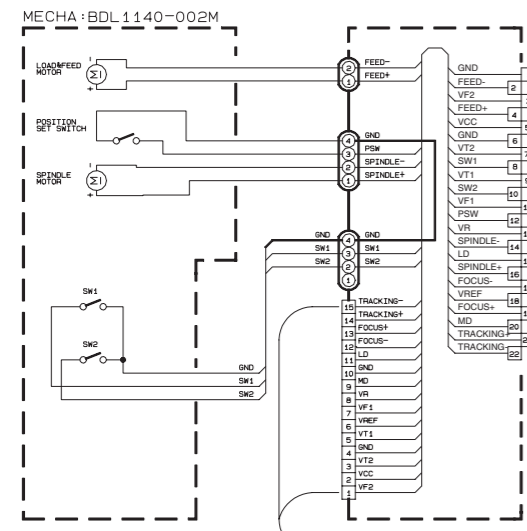 MECHA:BDL1140-002M
LOAD&FEED
MOTOR
-
M
+
POSITION
SET SWITCH
SPINDLE
MOTOR
-
+
2 FEED-
1 FEED+
4 GND
3 PSW
2 SPINDLE-
1 SPINDLE+
GND 4 GND
SW1 3 SW1
SW2 2 SW2
1
SW1
SW2
GND
SW1
SW2
15 TRACKING-
14 TRACKING+
13 FOCUS+
12 FOCUS-
11 LD
10 GND
9 MD
8 VR
7 VF1
6 VREF
5 VT1
4 GND
3 VT2
2 VCC
1 VF2
GND
FEED- 2
VF2
FEED+ 4
VCC
GND 6
VT2
SW1 8
VT1
SW2 10
VF1
PSW 12
VR
SPINDLE- 14
LD
SPINDLE+ 16
FOCUS-
VREF 18
FOCUS+
MD 20
TRACKING+
TRACKING- 22